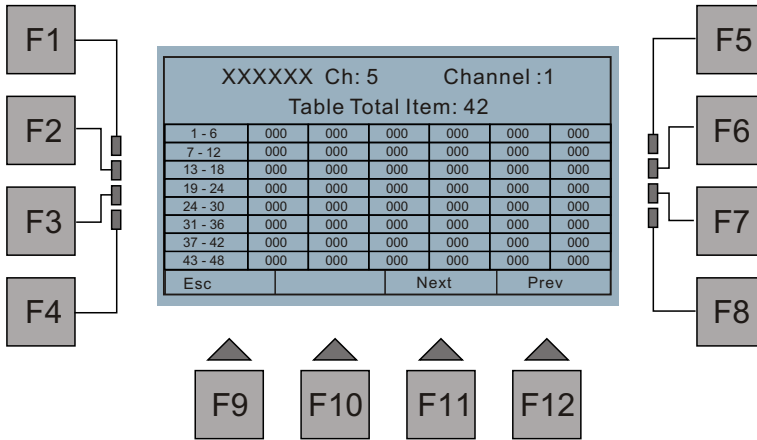 F1
F2
F3
F4
XXXXXX Ch: 5 Channel :1
Table Total Item: 42
1 - 6 000 000 000 000 000 000
7 - 12 000 000 000 000 000 000
13 - 18 000 000 000 000 000 000
19 - 24 000 000 000 000 000 000
24 - 30 000 000 000 000 000 000
31 - 36 000 000 000 000 000 000
37 - 42 000 000 000 000 000 000
43 - 48 000 000 000 000 000 000
Esc Next Prev
F5
F6
F7
F8
F9 F10 F11 F12